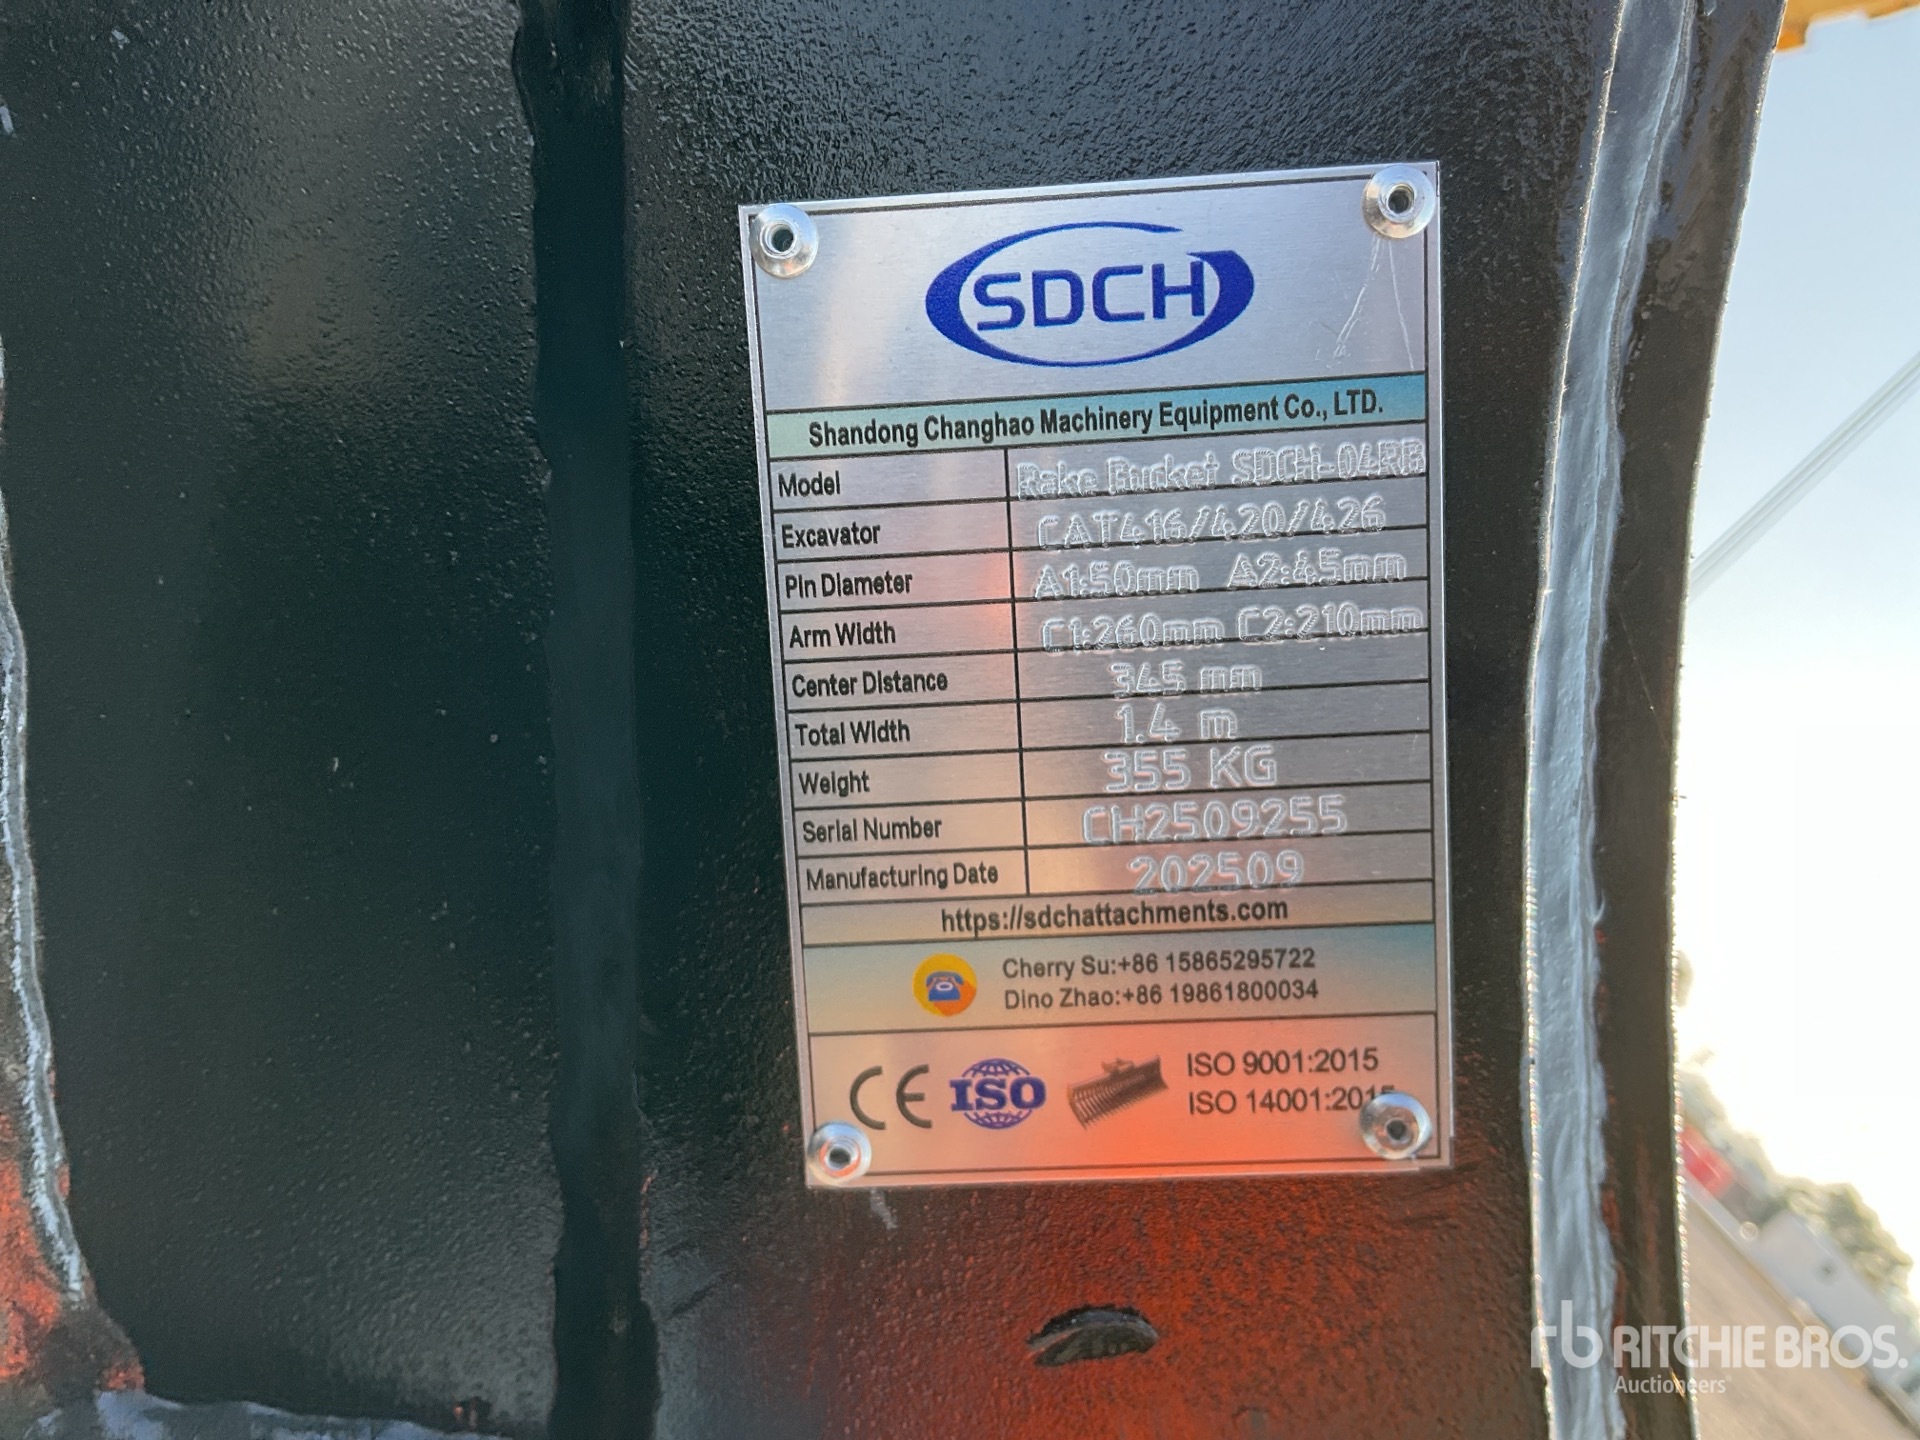 SDCH
Shandong Changhao Machinery Equipment Co., LTD.
Model Rake Bucket SDCH-04RB
Excavator CAT416/420/426
Pin Diameter A1:50mm A2:45mm
Arm Width C1:260mm C2:210mm
Center Distance 345 mm
Total Width 1.4 m
Weight 355 KG
Serial Number CH2509255
Manufacturing Date 202509
https://sdchattachments.com
Cherry Su:+86 15865295722
Dino Zhao:+86 19861800034
CE ISO ISO 9001:2015
ISO 14001:2015
rb RITCHIE BROS.
Auctioneers